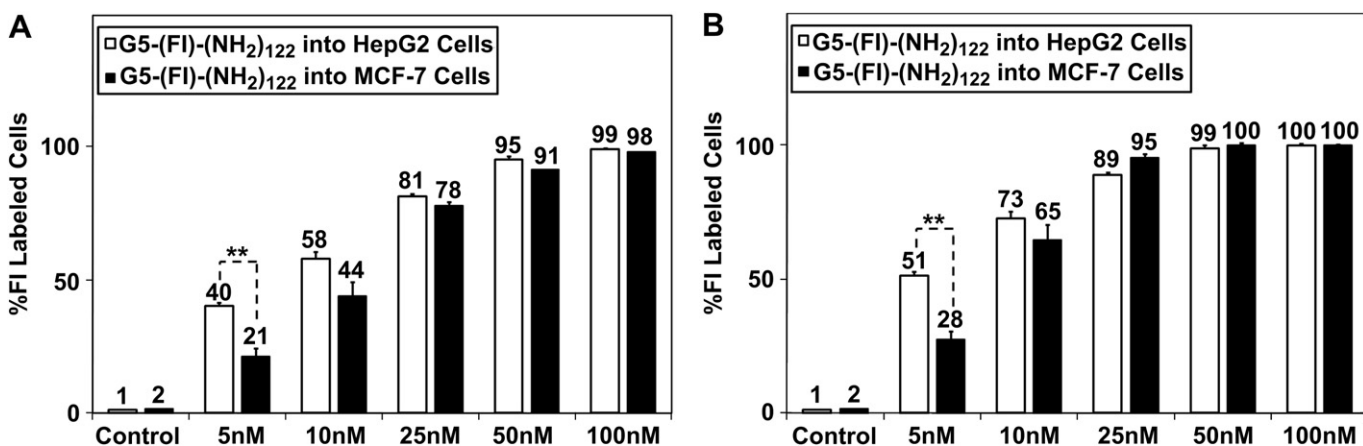 A
G5-(FI)-(NH₂)₁₂₂ into HepG2 Cells
G5-(FI)-(NH₂)₁₂₂ into MCF-7 Cells
%FI Labeled Cells
100
50
0
1 2
40 ** 21
58 44
81 78
95 91
99 98
Control 5nM 10nM 25nM 50nM 100nM
B
G5-(FI)-(NH₂)₁₂₂ into HepG2 Cells
G5-(FI)-(NH₂)₁₂₂ into MCF-7 Cells
%FI Labeled Cells
100
50
0
1 2
51 ** 28
73 65
89 95
99 100
100 100
Control 5nM 10nM 25nM 50nM 100nM